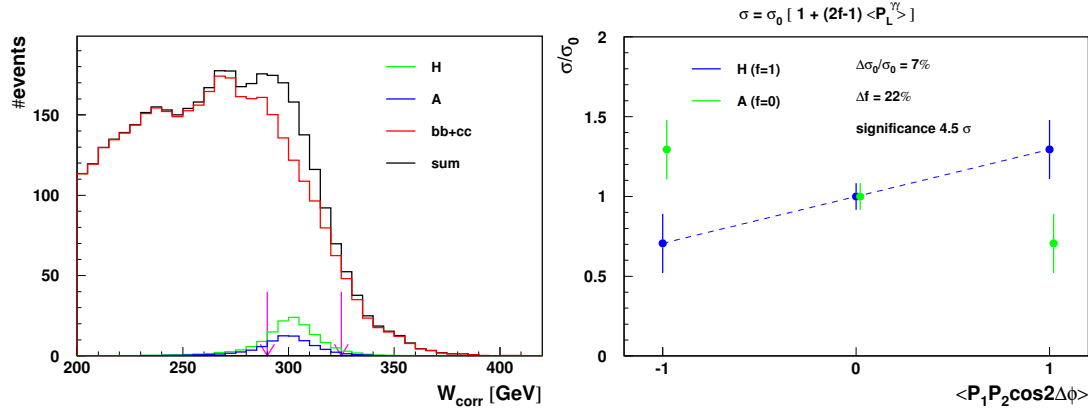 #events
150
100
50
0
200
250
300
350
400
W_corr [GeV]
H
A
bb+cc
sum
σ = σ₀ [ 1 + (2f-1) <P_L^γγ> ]
σ/σ₀
2
1.5
1
0.5
0
-1
0
1
<P₁P₂cos2Δϕ>
H (f=1)
A (f=0)
Δσ₀/σ₀ = 7%
Δf = 22%
significance 4.5 σ